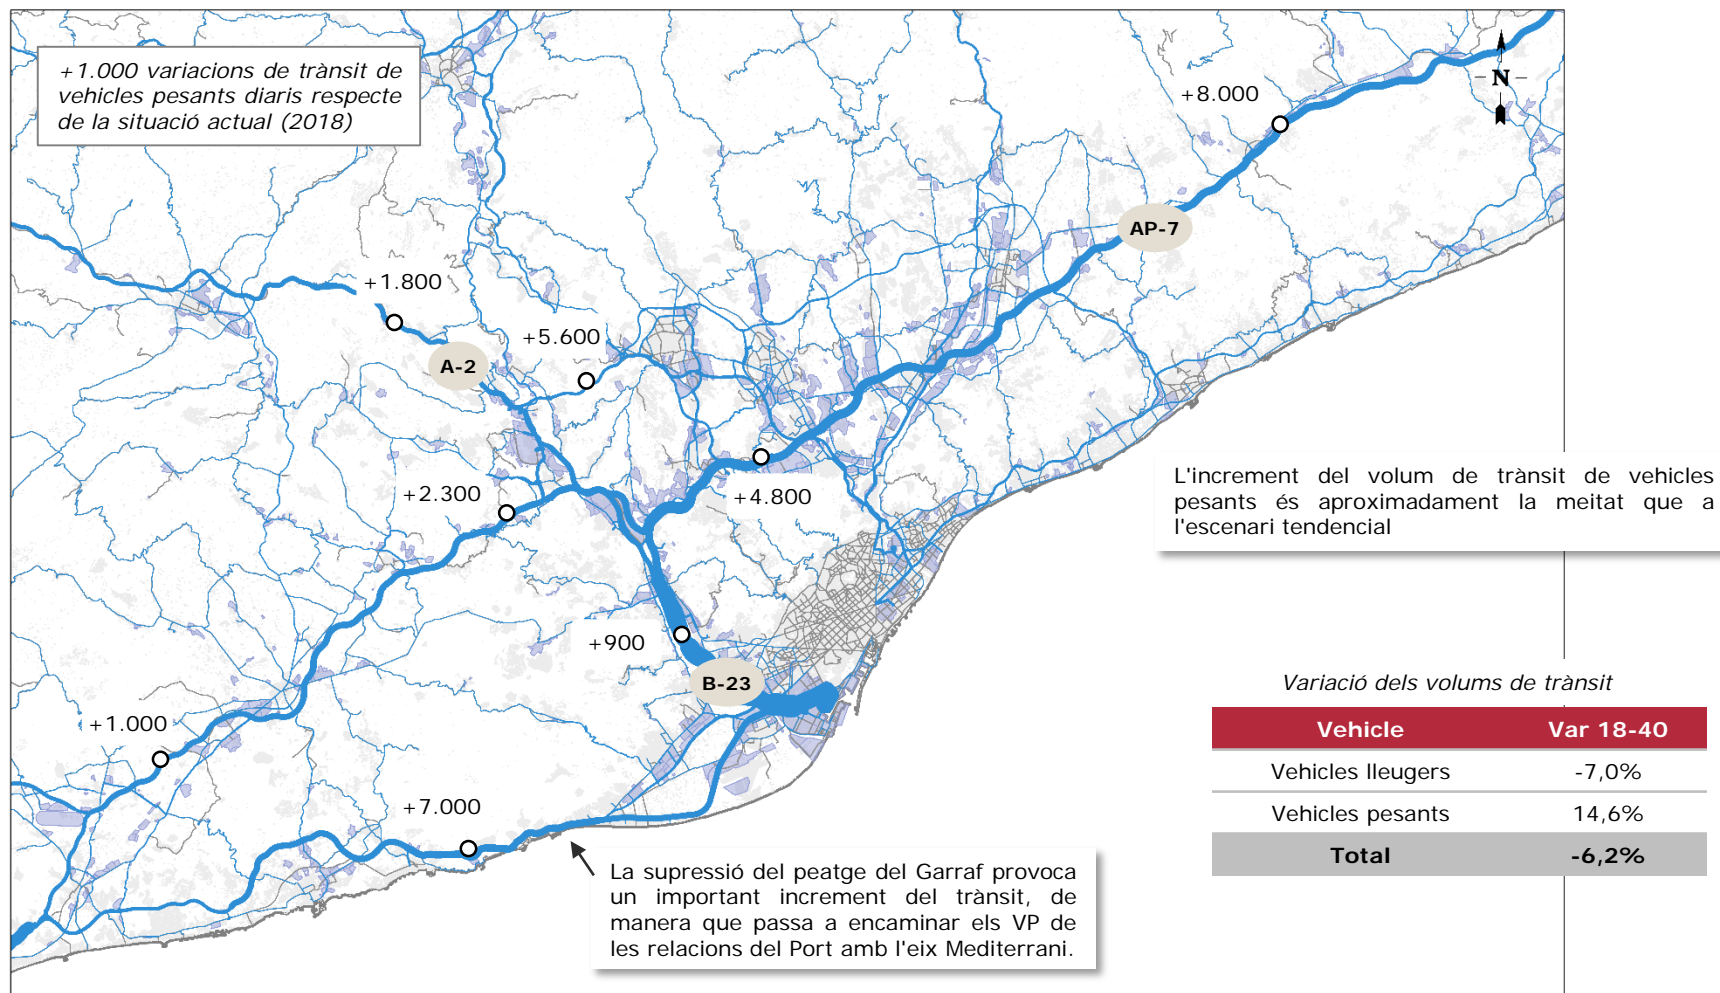 +1.000 variacions de trànsit de
vehicles pesants diaris respecte
de la situació actual (2018)
+8.000
N
AP-7
+1.800
+5.600
A-2
+2.300
+4.800
L'increment del volum de trànsit de vehicles
pesants és aproximadament la meitat que a
l'escenari tendencial
+900
B-23
+1.000
+7.000
La supressió del peatge del Garraf provoca
un important increment del trànsit, de
manera que passa a encaminar els VP de
les relacions del Port amb l'eix Mediterrani.
Variació dels volums de trànsit
Vehicle Var 18-40
Vehicles lleugers -7,0%
Vehicles pesants 14,6%
Total -6,2%